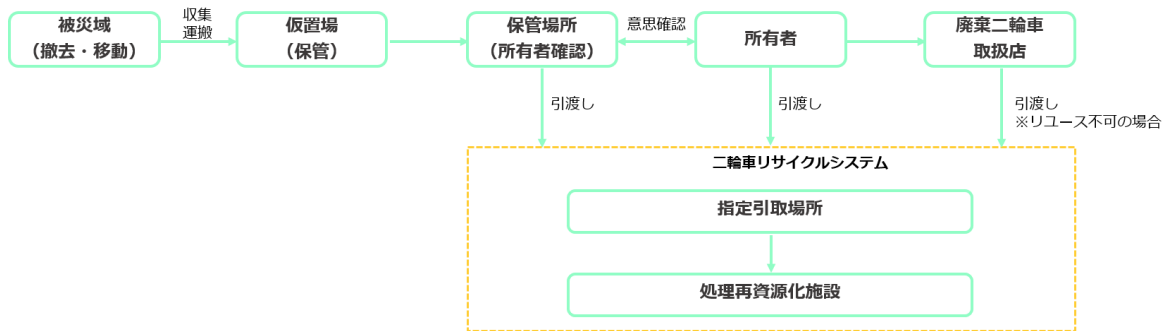 被災域
（撤去・移動）
収集
運搬
仮置場
（保管）
保管場所
（所有者確認）
意思確認
所有者
廃棄二輪車
取扱店
引渡し
引渡し
引渡し
※リユース不可の場合
二輪車リサイクルシステム
指定引取場所
処理再資源化施設